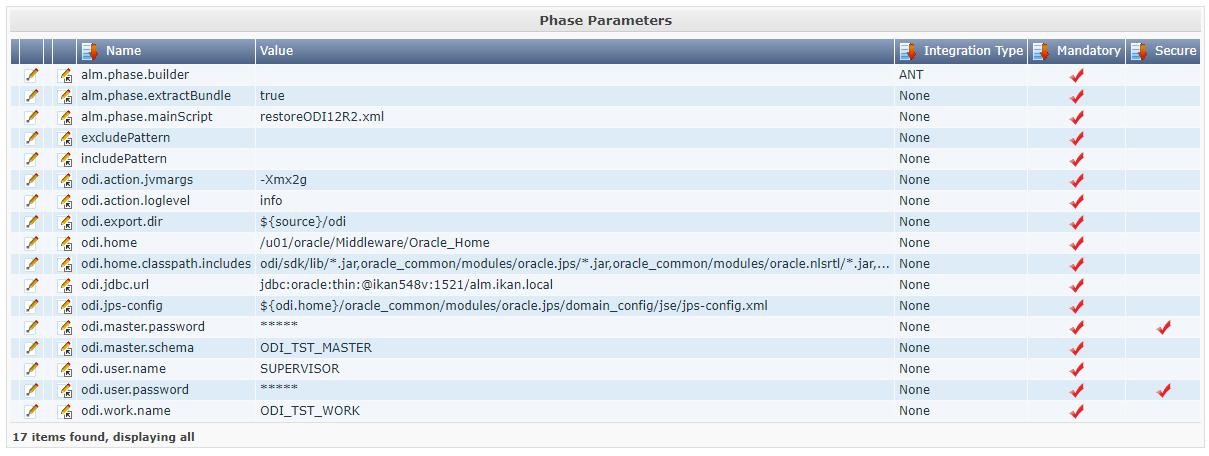 Phase Parameters
Name Value Integration Type Mandatory Secure
alm.phase.builder ANT
alm.phase.extractBundle true None
alm.phase.mainScript restoreODI12R2.xml None
excludePattern None
includePattern None
odi.action.jvmargs -Xmx2g None
odi.action.loglevel info None
odi.export.dir ${source}/odi None
odi.home /u01/oracle/Middleware/Oracle_Home None
odi.home.classpath.includes odi/sdk/lib/*.jar,oracle_common/modules/oracle.jps/*.jar,oracle_common/modules/oracle.nlsrtl/*.jar,... None
odi.jdbc.url jdbc:oracle:thin:@ikan548v:1521/alm.ikan.local None
odi.jps-config ${odi.home}/oracle_common/modules/oracle.jps/domain_config/jse/jps-config.xml None
odi.master.password ***** None
odi.master.schema ODI_TST_MASTER None
odi.user.name SUPERVISOR None
odi.user.password ***** None
odi.work.name ODI_TST_WORK None
17 items found, displaying all